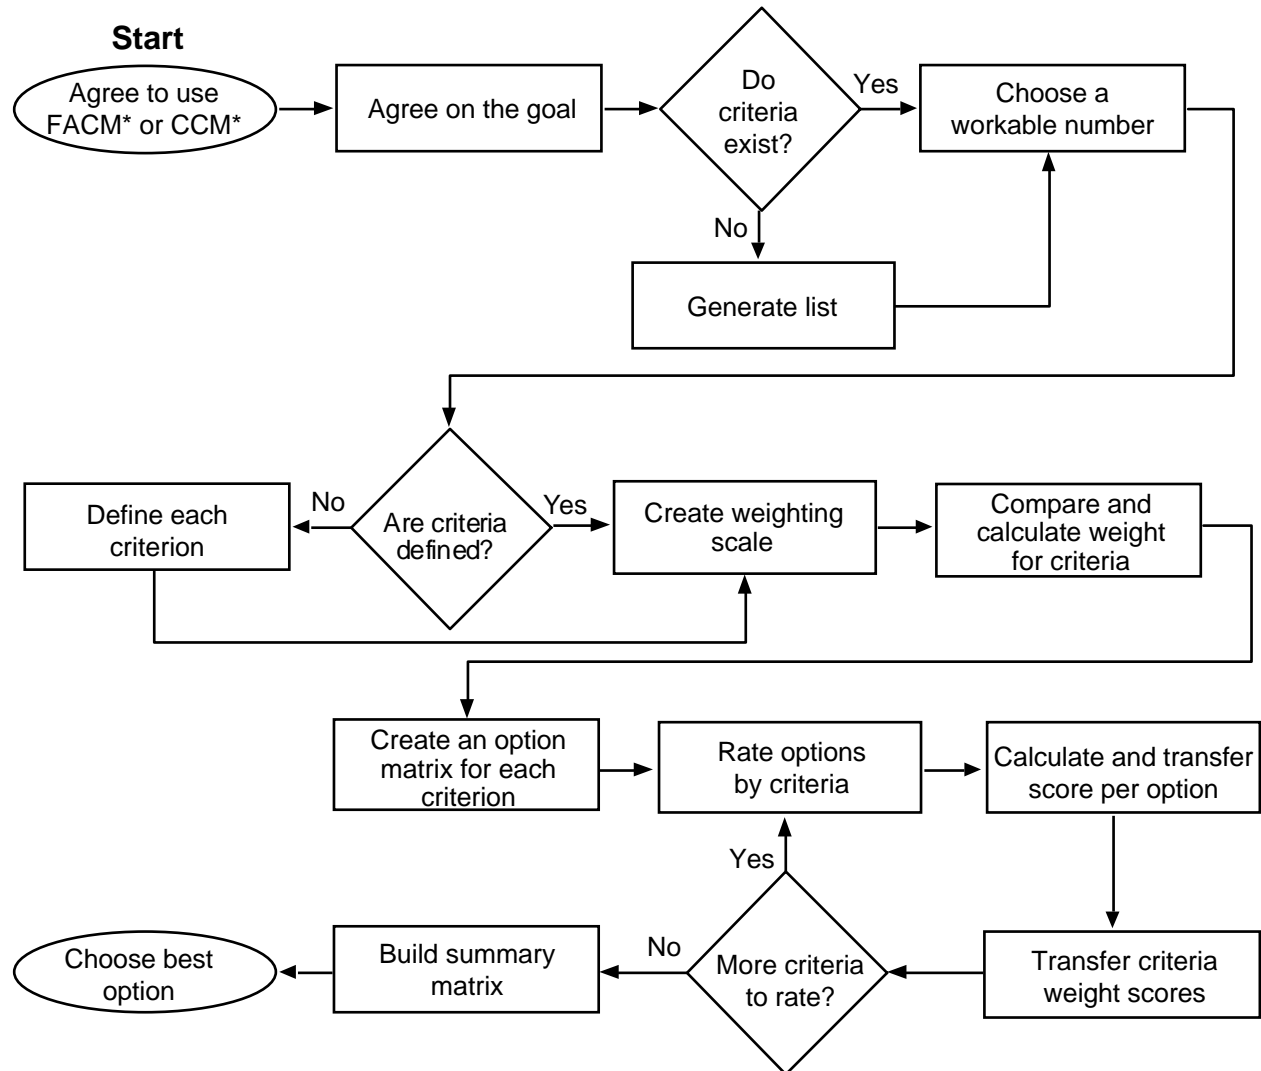 Start
Agree to use
FACM* or CCM*
Agree on the goal
Do
criteria
exist?
Yes
Choose a
workable number
No
Generate list
Define each
criterion
No
Are criteria
defined?
Yes
Create weighting
scale
Compare and
calculate weight
for criteria
Create an option
matrix for each
criterion
Rate options
by criteria
Calculate and transfer
score per option
Yes
Choose best
option
Build summary
matrix
No
More criteria
to rate?
Transfer criteria
weight scores